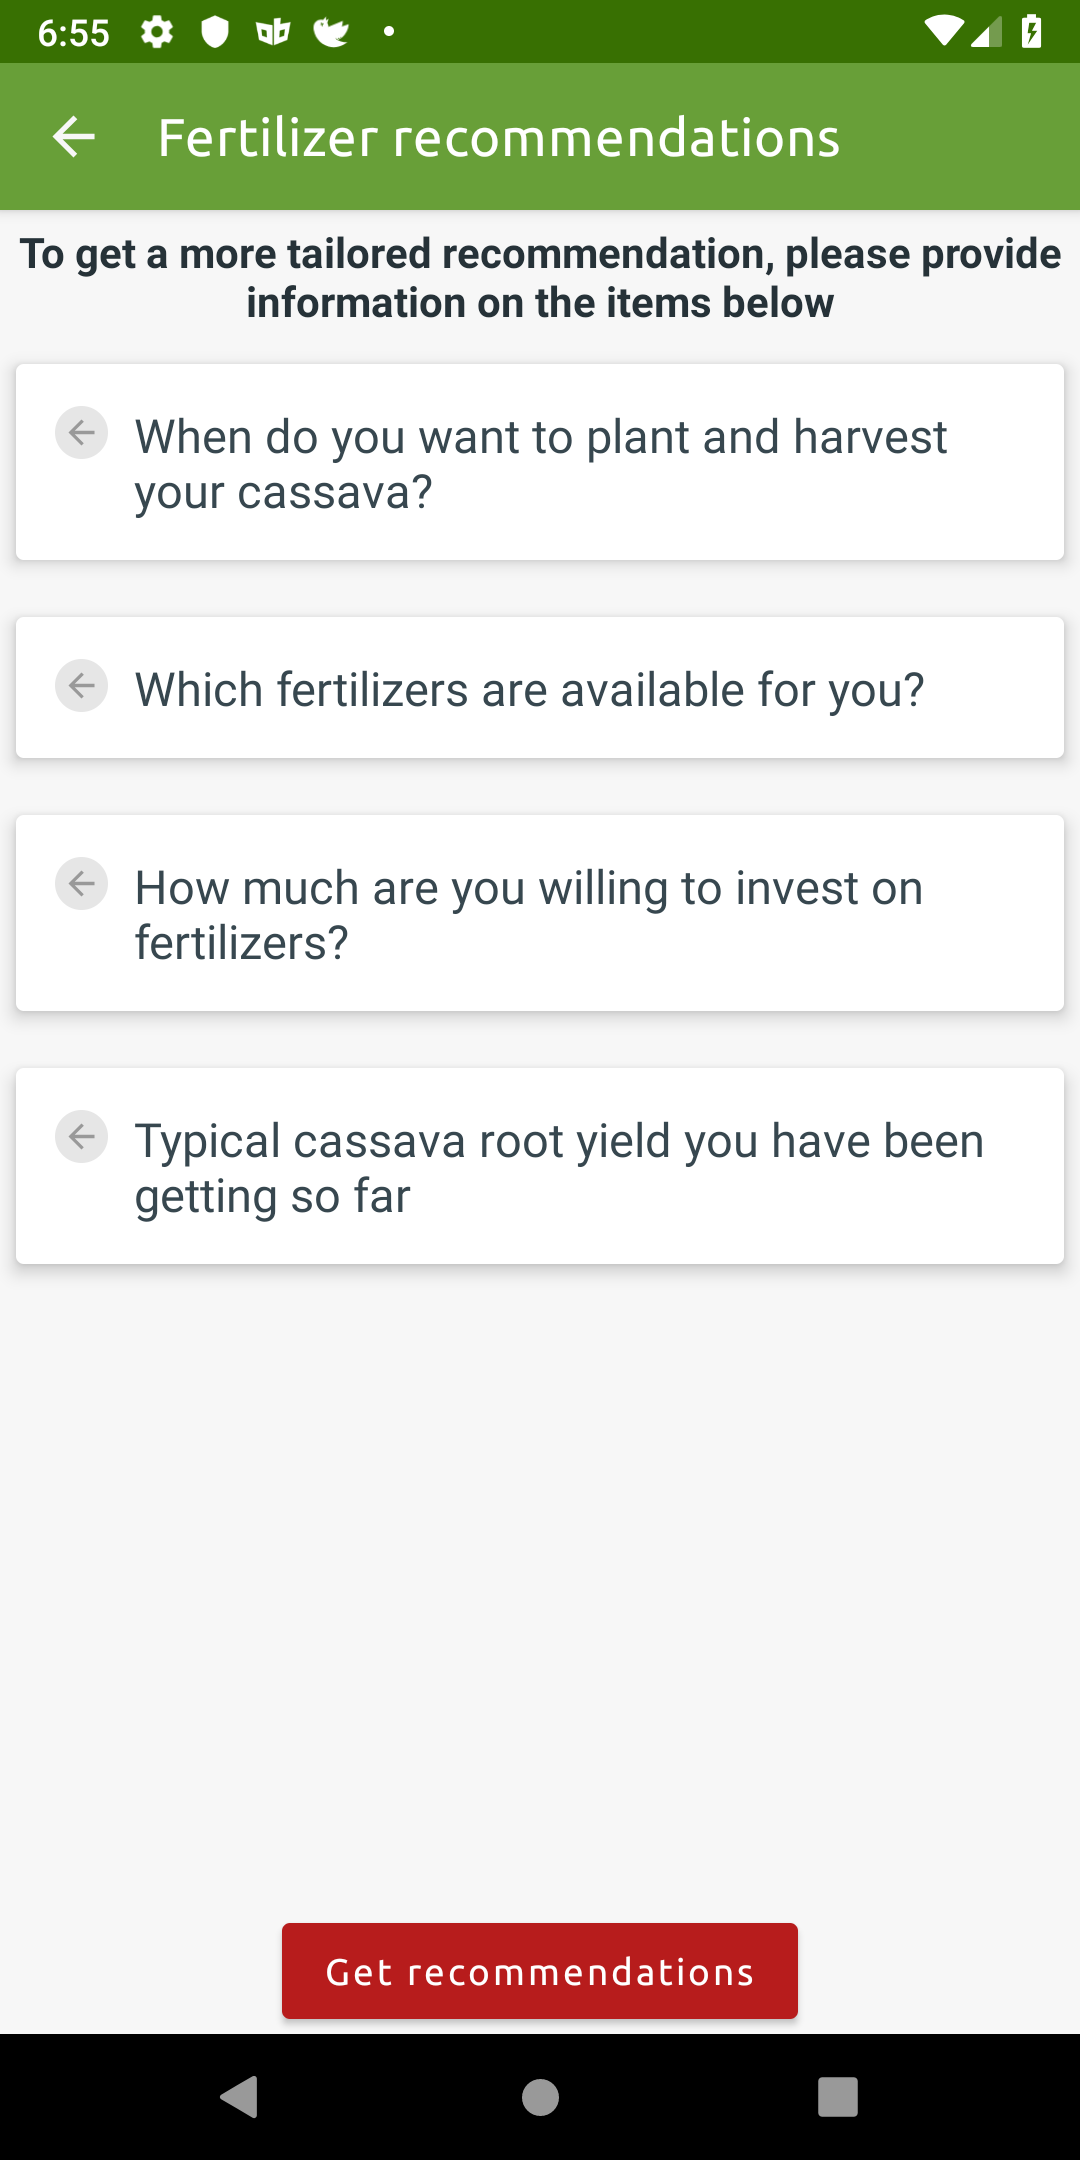 6:55
Fertilizer recommendations
To get a more tailored recommendation, please provide
information on the items below
When do you want to plant and harvest
your cassava?
Which fertilizers are available for you?
How much are you willing to invest on
fertilizers?
Typical cassava root yield you have been
getting so far
Get recommendations